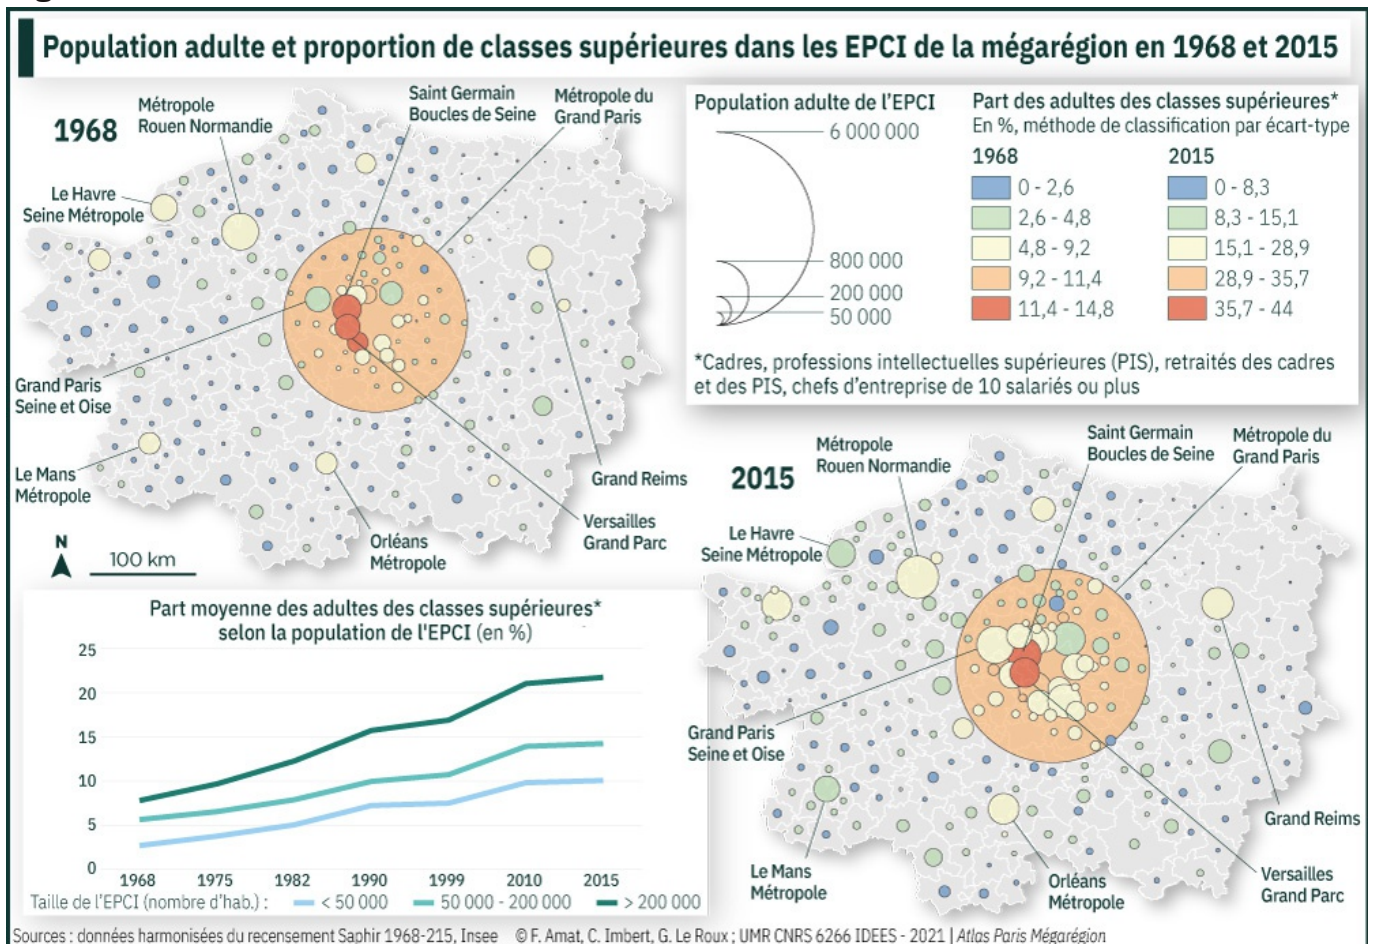 Population adulte et proportion de classes supérieures dans les EPCI de la mégarégion en 1968 et 2015
1968
Métropole
Rouen Normandie
Saint Germain
Boucles de Seine
Métropole du
Grand Paris
Le Havre
Seine Métropole
Grand Paris
Seine et Oise
Le Mans
Métropole
Orléans
Métropole
Versailles
Grand Parc
Grand Reims
N
100 km
Population adulte de l'EPCI
6 000 000
800 000
200 000
50 000
Part des adultes des classes supérieures*
En %, méthode de classification par écart-type
1968
0 - 2,6
2,6 - 4,8
4,8 - 9,2
9,2 - 11,4
11,4 - 14,8
2015
0 - 8,3
8,3 - 15,1
15,1 - 28,9
28,9 - 35,7
35,7 - 44
*Cadres, professions intellectuelles supérieures (PIS), retraités des cadres
et des PIS, chefs d'entreprise de 10 salariés ou plus
2015
Métropole
Rouen Normandie
Saint Germain
Boucles de Seine
Métropole du
Grand Paris
Le Havre
Seine Métropole
Grand Paris
Seine et Oise
Le Mans
Métropole
Orléans
Métropole
Versailles
Grand Parc
Grand Reims
Part moyenne des adultes des classes supérieures*
selon la population de l'EPCI (en %)
25
20
15
10
5
0
1968 1975 1982 1990 1999 2010 2015
Taille de l'EPCI (nombre d'hab.) : < 50 000 50 000 - 200 000 > 200 000
Sources : données harmonisées du recensement Saphir 1968-215, Insee © F. Amat, C. Imbert, G. Le Roux ; UMR CNRS 6266 IDEES - 2021 | Atlas Paris Mégarégion